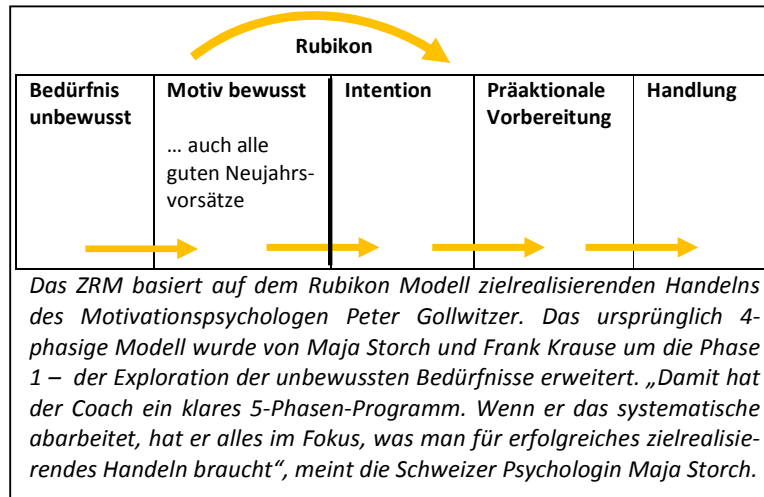 Rubikon
Bedürfnis unbewusst
Motiv bewusst
… auch alle guten Neujahrs-
vorsätze
Intention
Präaktionale Vorbereitung
Handlung
Das ZRM basiert auf dem Rubikon Modell zielrealisierenden Handelns
des Motivationspsychologen Peter Gollwitzer. Das ursprünglich 4-
phasige Modell wurde von Maja Storch und Frank Krause um die Phase
1 – der Exploration der unbewussten Bedürfnisse erweitert. „Damit hat
der Coach ein klares 5-Phasen-Programm. Wenn er das systematische
abarbeitet, hat er alles im Fokus, was man für erfolgreiches zielrealisie-
rendes Handeln braucht“, meint die Schweizer Psychologin Maja Storch.